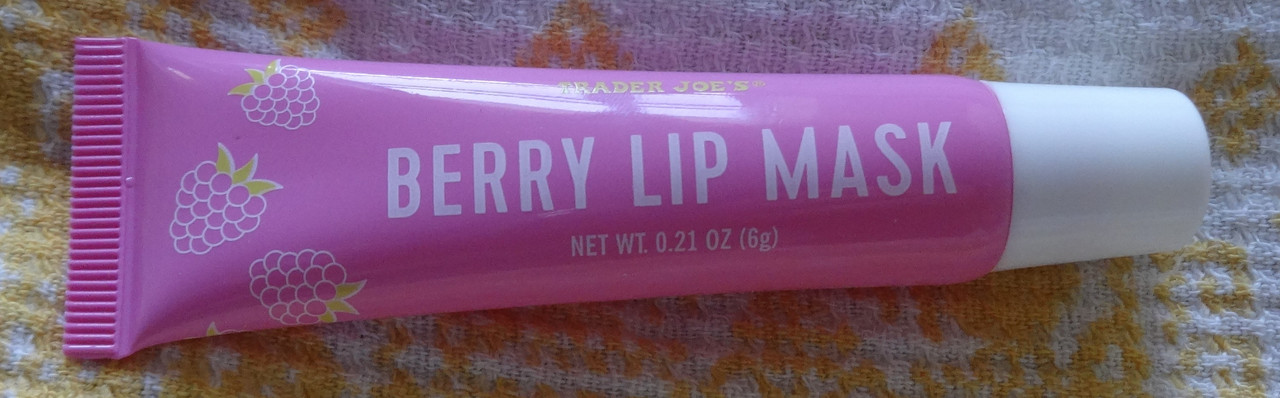 TRADER JOE'S®
BERRY LIP MASK
NET WT. 0.21 OZ (6g)